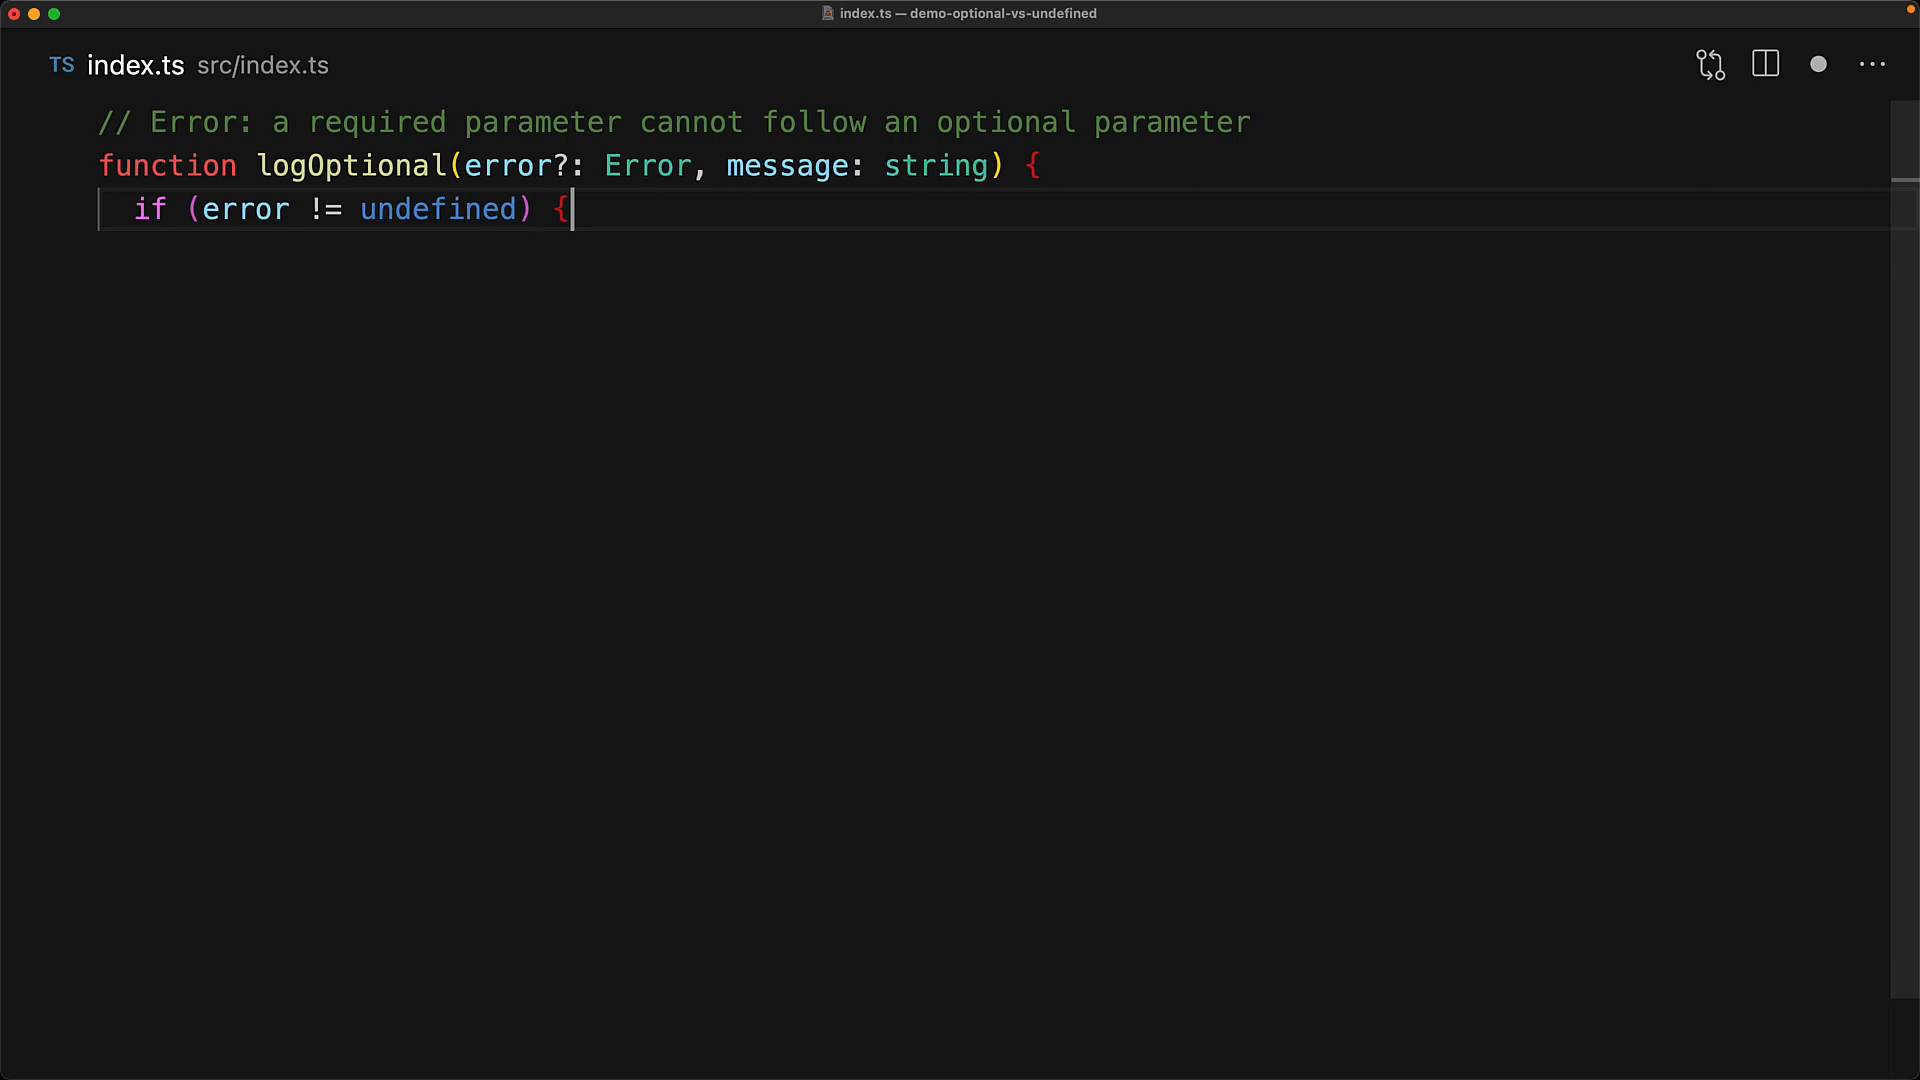 index.ts — demo-optional-vs-undefined
TS index.ts src/index.ts
// Error: a required parameter cannot follow an optional parameter
function logOptional(error?: Error, message: string) {
if (error != undefined) {